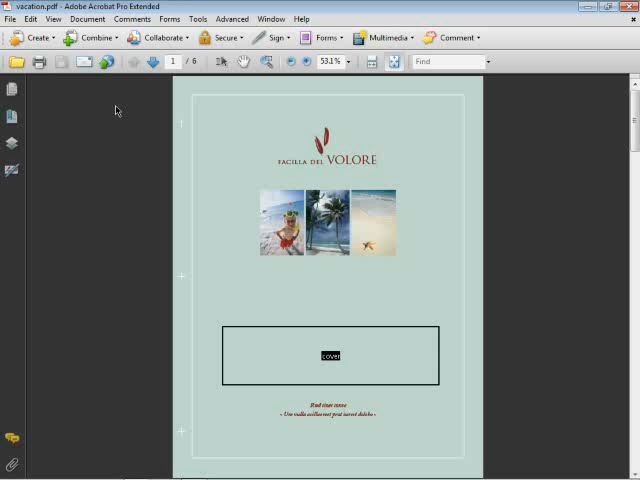 vacation.pdf - Adobe Acrobat Pro Extended
File Edit View Document Comments Forms Tools Advanced Window Help
Create Combine Collaborate Secure Sign Forms Multimedia Comment
1 / 6 53.1% Find
FACILLA DEL VOLORE
cover